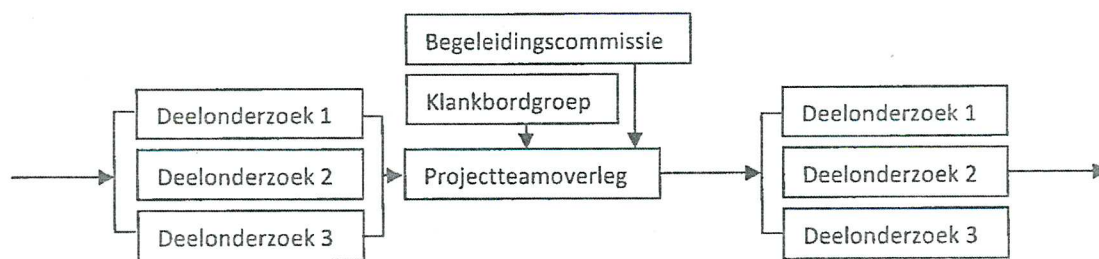 Begeleidingscommissie
Klankbordgroep
Deelonderzoek 1
Deelonderzoek 2
Deelonderzoek 3
Projectteamoverleg
Deelonderzoek 1
Deelonderzoek 2
Deelonderzoek 3